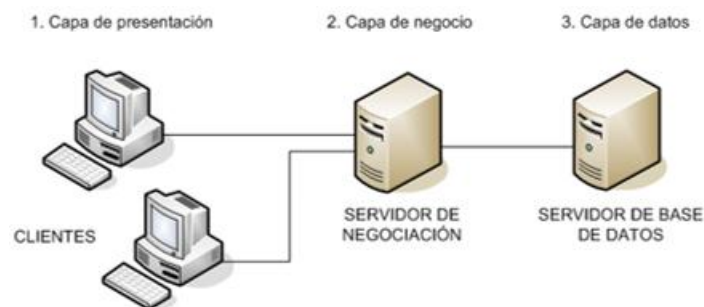 1. Capa de presentación
2. Capa de negocio
3. Capa de datos
CLIENTES
SERVIDOR DE
NEGOCIACIÓN
SERVIDOR DE BASE
DE DATOS